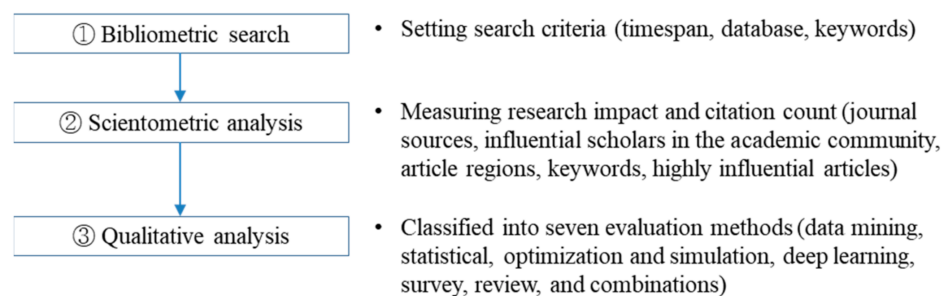 ① Bibliometric search
• Setting search criteria (timespan, database, keywords)
② Scientometric analysis
• Measuring research impact and citation count (journal
sources, influential scholars in the academic community,
article regions, keywords, highly influential articles)
③ Qualitative analysis
• Classified into seven evaluation methods (data mining,
statistical, optimization and simulation, deep learning,
survey, review, and combinations)